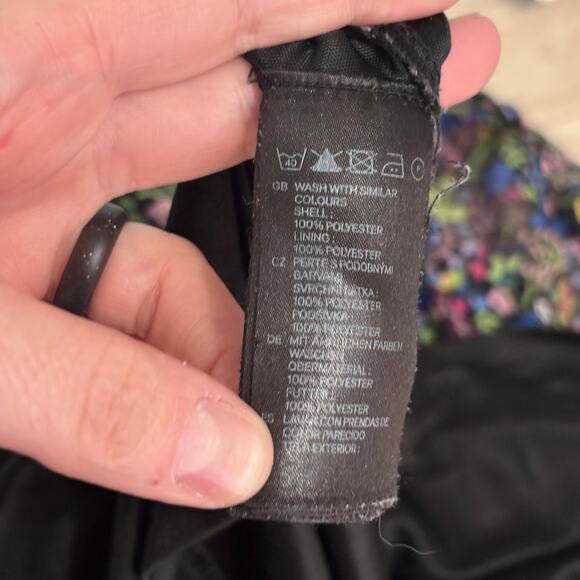 40 P
GB WASH WITH SIMILAR
COLOURS
SHELL :
100% POLYESTER
LINING :
100% POLYESTER
CZ PERTE S PODOBNÝMI
BARVAMI
SVRCHNÍ LÁTKA :
100% POLYESTER
PODŠÍVKA :
100% POLYESTER
DE MIT ÄHNLICHEN FARBEN
WASCHEN
OBERMATERIAL :
100% POLYESTER
FUTTER :
100% POLYESTER
ES LAVAR CON PRENDAS DE
COLOR PARECIDO
TELA EXTERIOR :